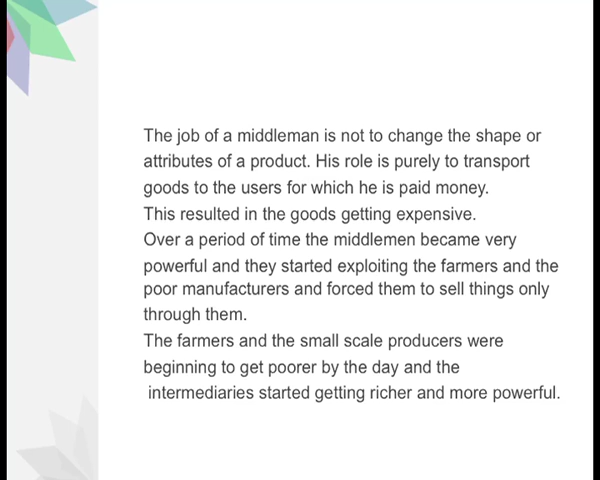 The job of a middleman is not to change the shape or
attributes of a product. His role is purely to transport
goods to the users for which he is paid money.
This resulted in the goods getting expensive.
Over a period of time the middlemen became very
powerful and they started exploiting the farmers and the
poor manufacturers and forced them to sell things only
through them.
The farmers and the small scale producers were
beginning to get poorer by the day and the
intermediaries started getting richer and more powerful.